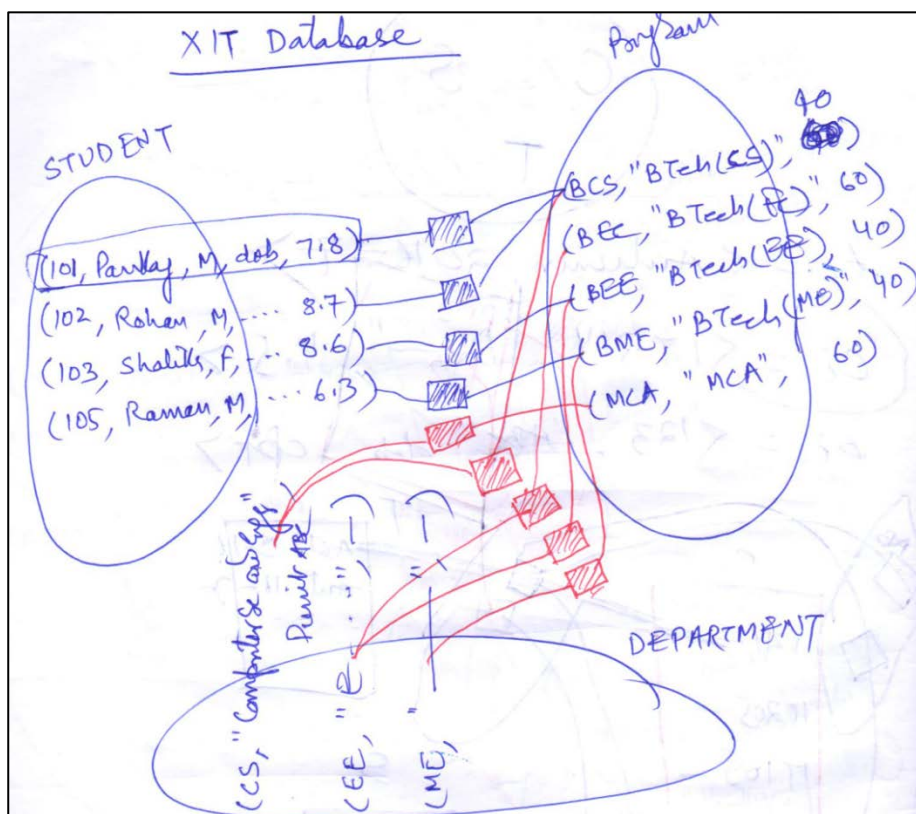 XIT Database
Program
STUDENT
40
(BCS, "BTech(CS)", )
(101, Pankaj, M, dob, 7.8)
(BEC, "BTech(EC)", 60)
(102, Rohan, M, .... 8.7)
(BEE, "BTech(EE), 40)
(103, Shalik, F, ... 8.6)
(BME, "BTech(ME)", 40)
(105, Raman, M, ... 6.3)
(MCA, "MCA", 60)
DEPARTMENT
(CS, "Computer Sc
(EE, "E
(ME, "